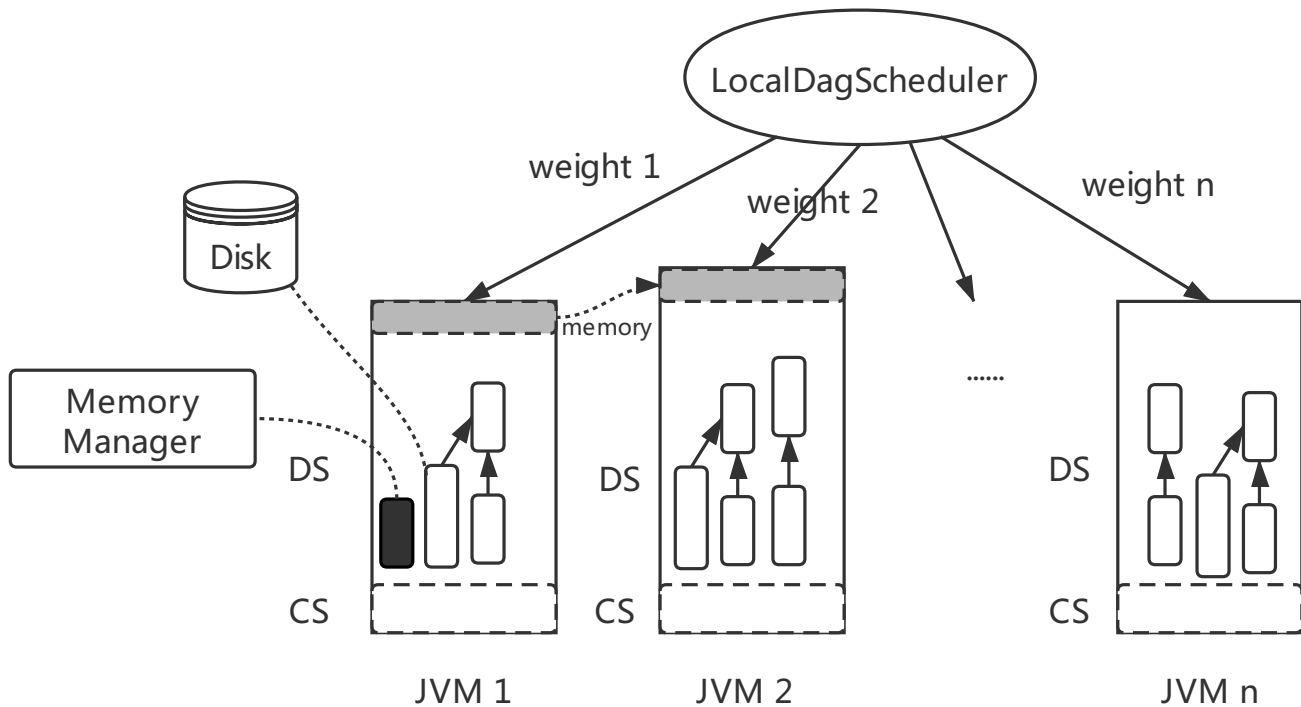 LocalDagScheduler
weight 1
weight 2
weight n
Disk
memory
Memory
Manager
......
DS
DS
DS
CS
CS
CS
JVM 1
JVM 2
JVM n